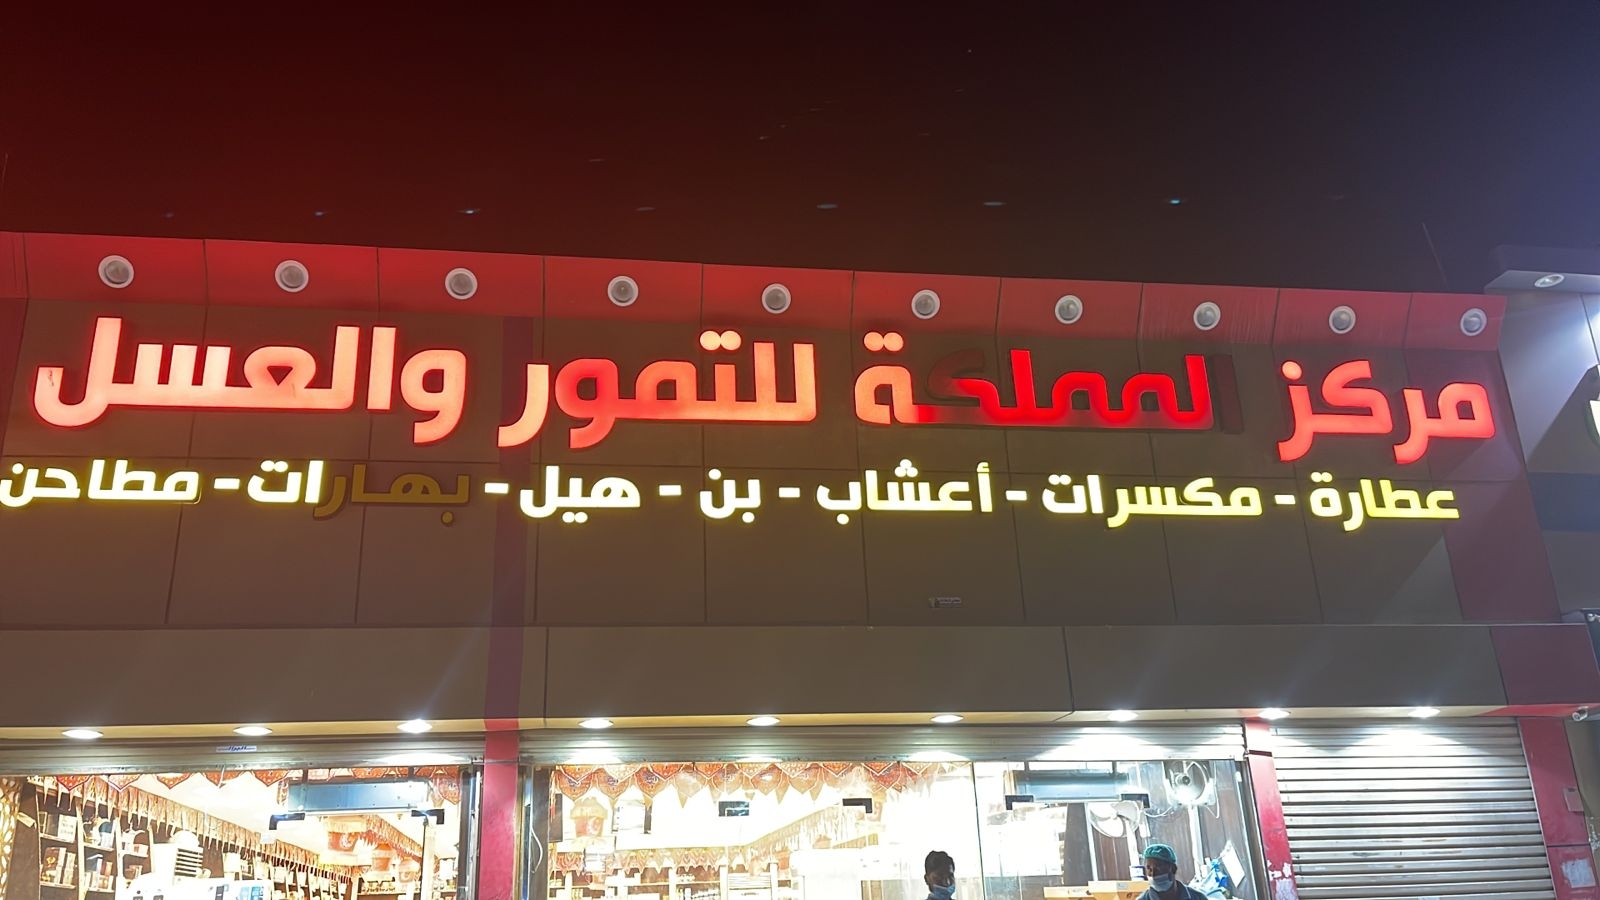 مركز المملكة للتمور والعسل
عطارة - مكسرات - أعشاب - بن - هيل - بهارات - مطاحن